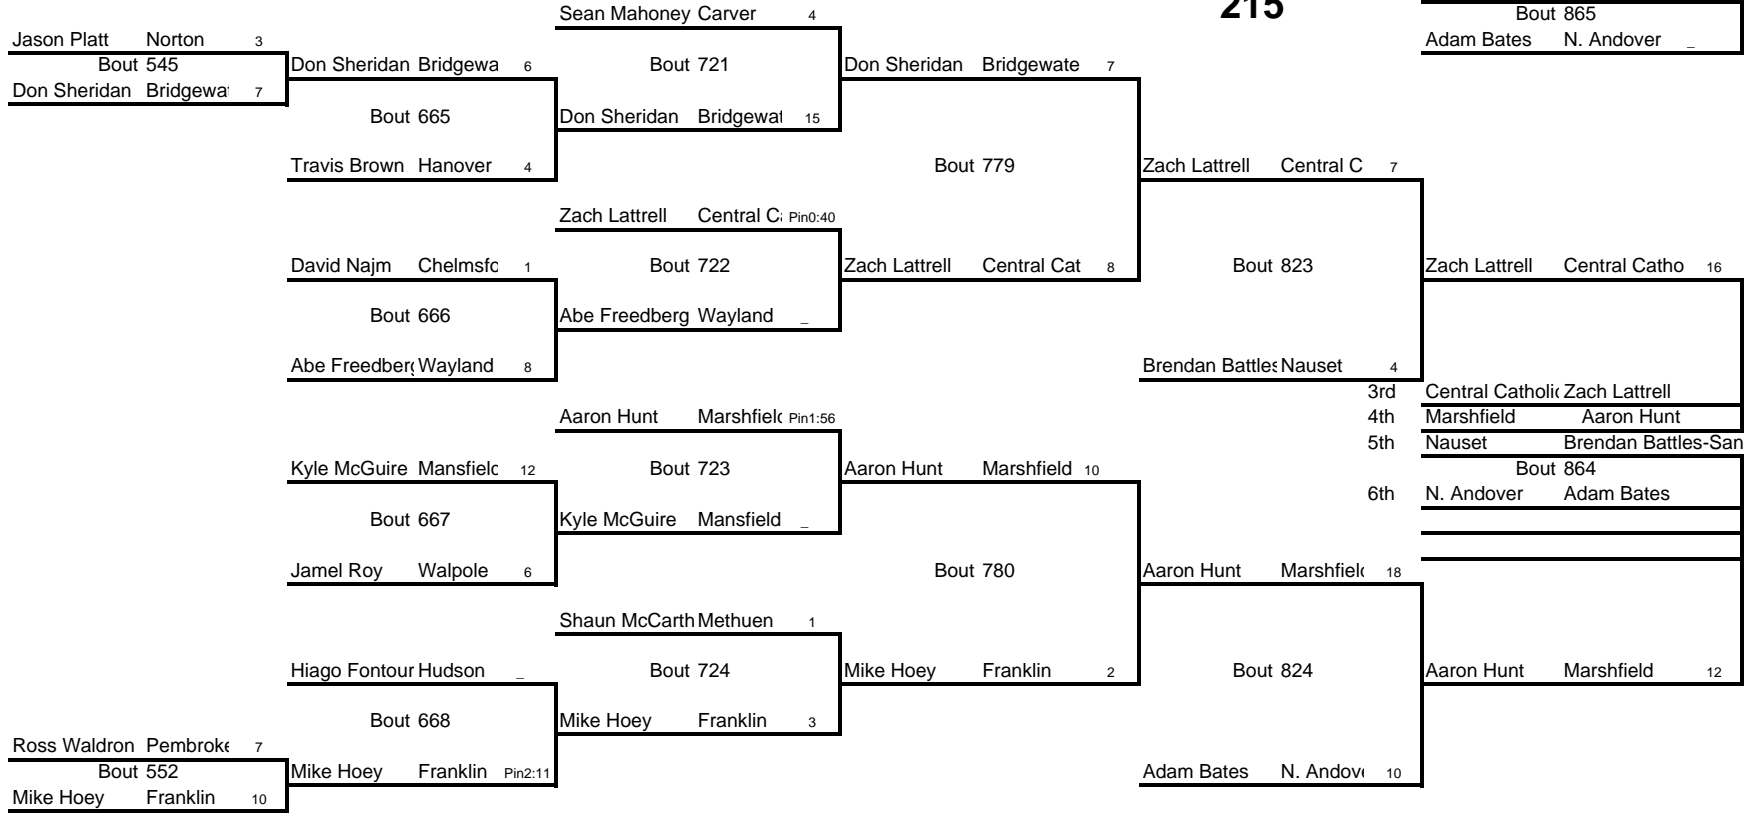 Sean Mahoney Carver 4
215
Bout 865
Jason Platt Norton 3
Adam Bates N. Andover _
Bout 545
Don Sheridan Bridgewa 6
Bout 721
Don Sheridan Bridgewate 7
Don Sheridan Bridgewat 7
Bout 665
Don Sheridan Bridgewat 15
Travis Brown Hanover 4
Bout 779
Zach Lattrell Central C 7
Zach Lattrell Central C Pin0:40
David Najm Chelmsfo 1
Bout 722
Zach Lattrell Central Cat 8
Bout 823
Zach Lattrell Central Catho 16
Bout 666
Abe Freedberg Wayland _
Abe Freedberg Wayland 8
Brendan Battles Nauset 4
3rd Central Catholic Zach Lattrell
Aaron Hunt Marshfield Pin1:56
4th Marshfield Aaron Hunt
5th Nauset Brendan Battles-San
Kyle McGuire Mansfield 12
Bout 723
Aaron Hunt Marshfield 10
Bout 864
6th N. Andover Adam Bates
Bout 667
Kyle McGuire Mansfield _
Jamel Roy Walpole 6
Bout 780
Aaron Hunt Marshfield 18
Shaun McCarth Methuen 1
Hiago Fontour Hudson _
Bout 724
Mike Hoey Franklin 2
Bout 824
Aaron Hunt Marshfield 12
Bout 668
Mike Hoey Franklin 3
Ross Waldron Pembroke 7
Bout 552
Mike Hoey Franklin Pin2:11
Adam Bates N. Andove 10
Mike Hoey Franklin 10